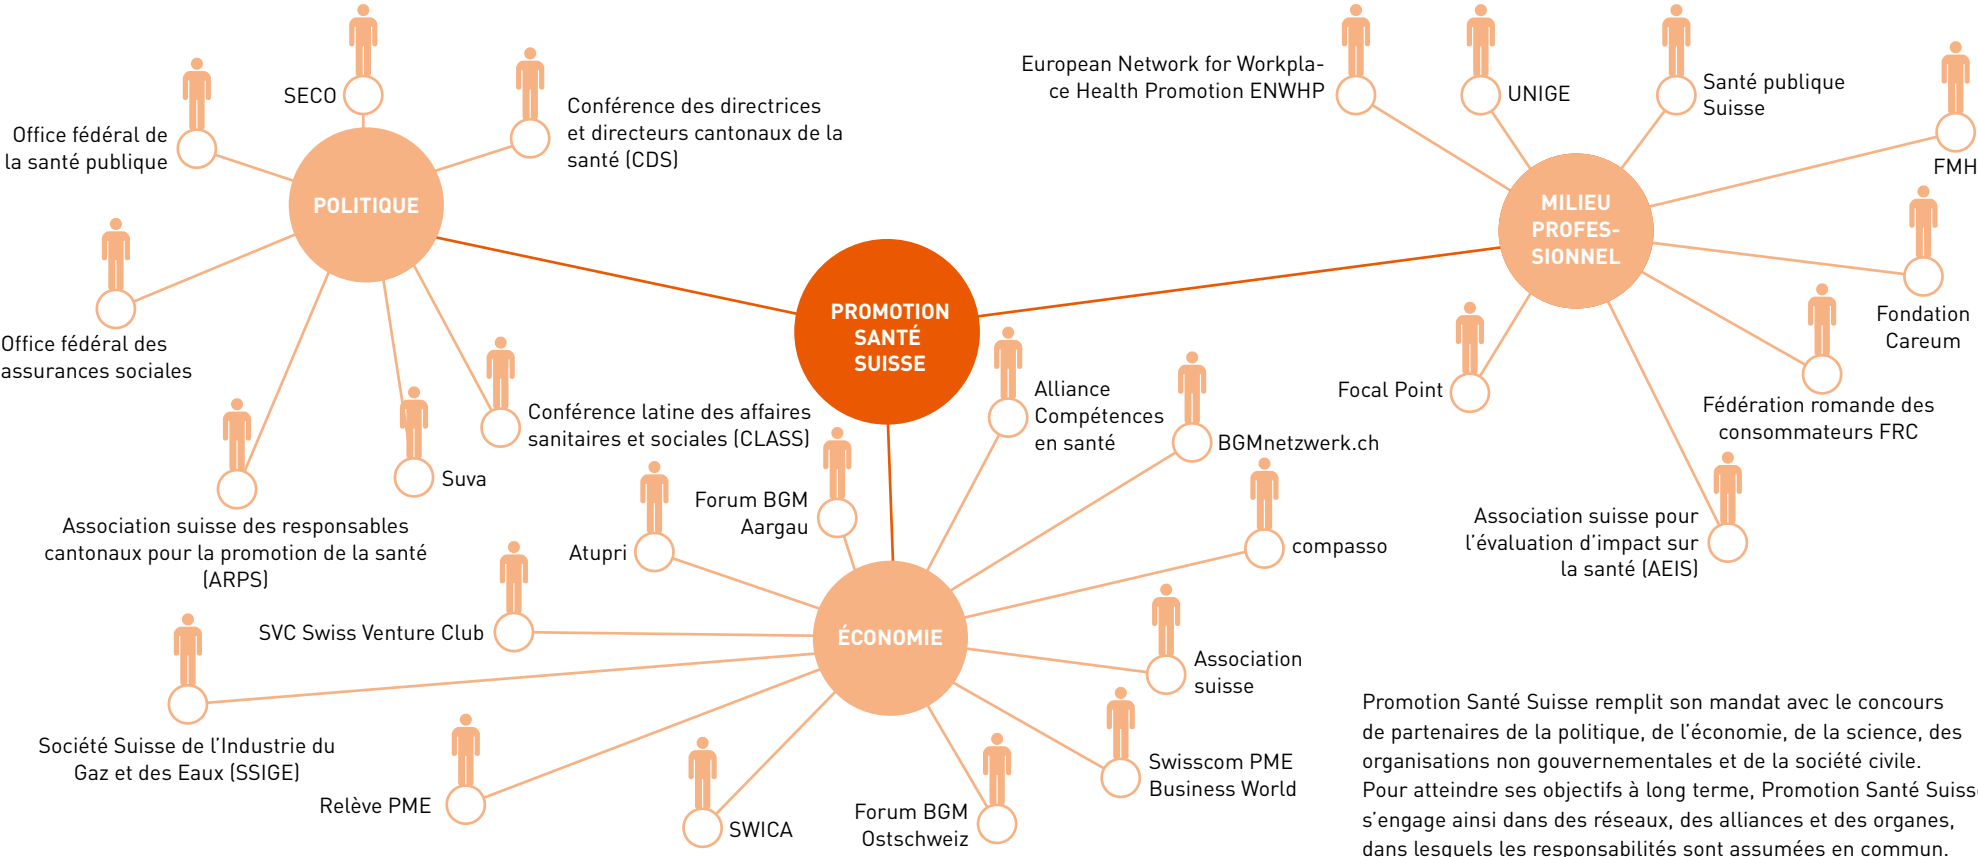 SECO
Office fédéral de
la santé publique
Conférence des directrices
et directeurs cantonaux de la
santé (CDS)
POLITIQUE
Office fédéral des
assurances sociales
Association suisse des responsables
cantonaux pour la promotion de la santé
(ARPS)
Suva
Conférence latine des affaires
sanitaires et sociales (CLASS)
PROMOTION
SANTÉ
SUISSE
European Network for Workpla-
ce Health Promotion ENWHP
UNIGE
Santé publique
Suisse
FMH
MILIEU
PROFES-
SIONNEL
Fondation
Careum
Focal Point
Fédération romande des
consommateurs FRC
Association suisse pour
l'évaluation d'impact sur
la santé (AEIS)
Alliance
Compétences
en santé
BGMnetzwerk.ch
Forum BGM
Aargau
Atupri
compasso
SVC Swiss Venture Club
ÉCONOMIE
Association
suisse
Société Suisse de l'Industrie du
Gaz et des Eaux (SSIGE)
Relève PME
SWICA
Forum BGM
Ostschweiz
Swisscom PME
Business World
Promotion Santé Suisse remplit son mandat avec le concours
de partenaires de la politique, de l'économie, de la science, des
organisations non gouvernementales et de la société civile.
Pour atteindre ses objectifs à long terme, Promotion Santé Suisse
s'engage ainsi dans des réseaux, des alliances et des organes,
dans lesquels les responsabilités sont assumées en commun.